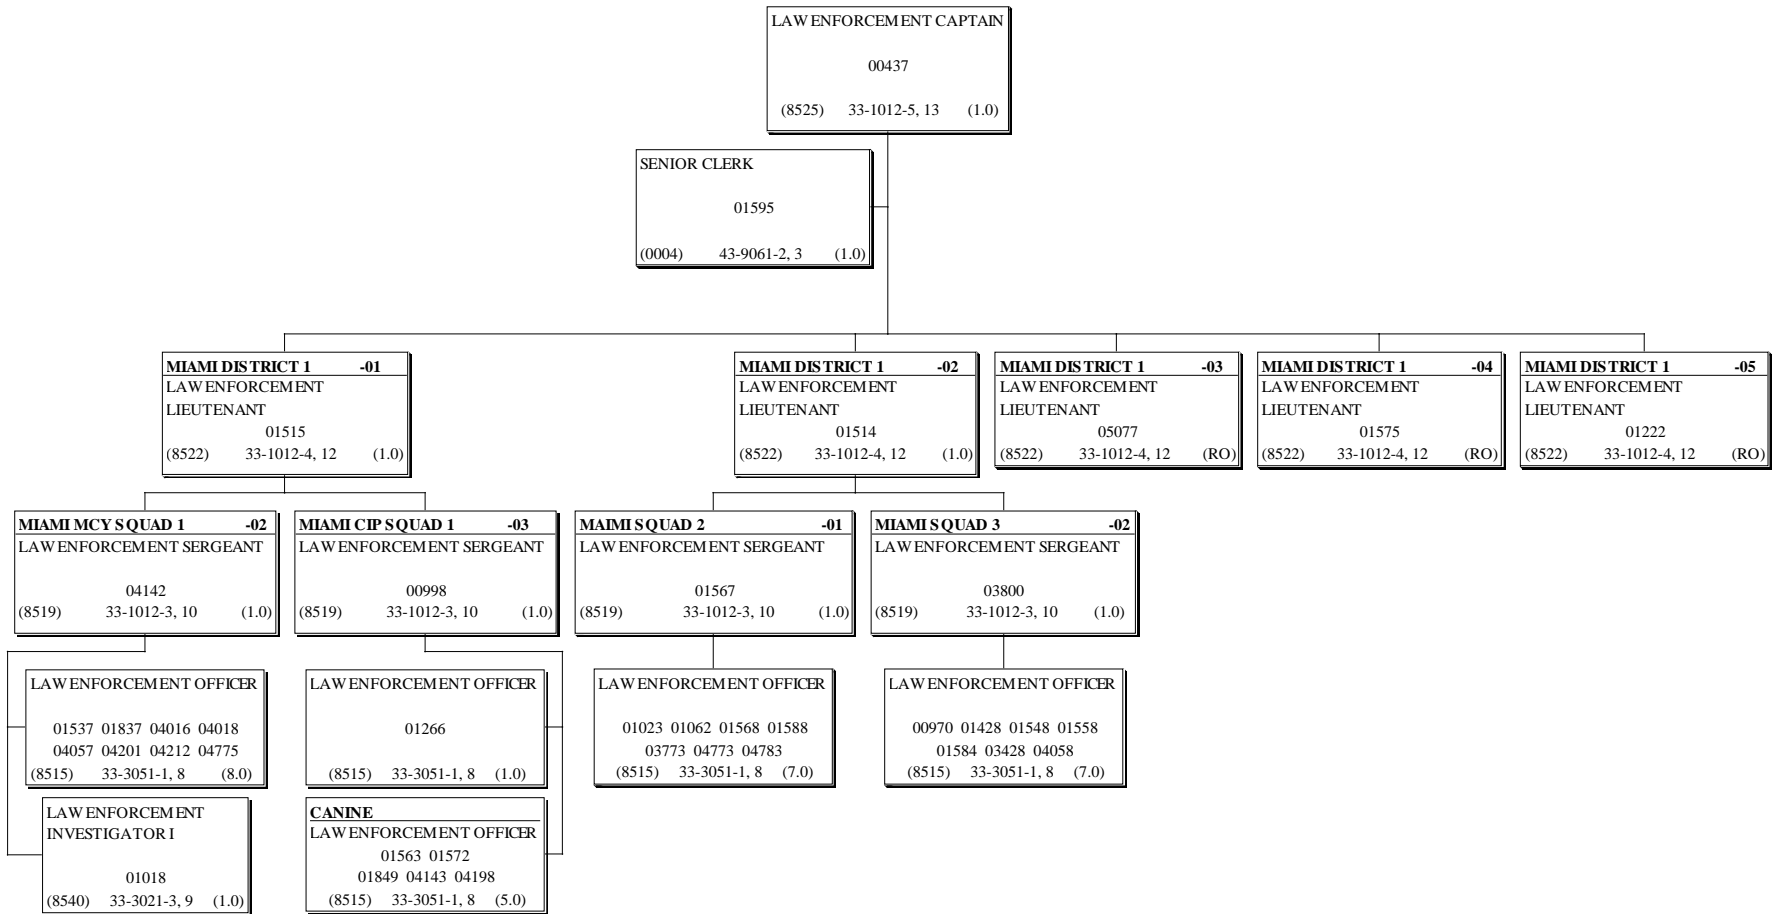 LAW ENFORCEMENT CAPTAIN
00437
(8525) 33-1012-5, 13 (1.0)
SENIOR CLERK
01595
(0004) 43-9061-2, 3 (1.0)
MIAMI DISTRICT 1 -01
LAW ENFORCEMENT
LIEUTENANT
01515
(8522) 33-1012-4, 12 (1.0)
MIAMI DISTRICT 1 -02
LAW ENFORCEMENT
LIEUTENANT
01514
(8522) 33-1012-4, 12 (1.0)
MIAMI DISTRICT 1 -03
LAW ENFORCEMENT
LIEUTENANT
05077
(8522) 33-1012-4, 12 (RO)
MIAMI DISTRICT 1 -04
LAW ENFORCEMENT
LIEUTENANT
01575
(8522) 33-1012-4, 12 (RO)
MIAMI DISTRICT 1 -05
LAW ENFORCEMENT
LIEUTENANT
01222
(8522) 33-1012-4, 12 (RO)
MIAMI MCY SQUAD 1 -02
LAW ENFORCEMENT SERGEANT
04142
(8519) 33-1012-3, 10 (1.0)
MIAMI CIP SQUAD 1 -03
LAW ENFORCEMENT SERGEANT
00998
(8519) 33-1012-3, 10 (1.0)
MAIMI SQUAD 2 -01
LAW ENFORCEMENT SERGEANT
01567
(8519) 33-1012-3, 10 (1.0)
MIAMI SQUAD 3 -02
LAW ENFORCEMENT SERGEANT
03800
(8519) 33-1012-3, 10 (1.0)
LAW ENFORCEMENT OFFICER
01537 01837 04016 04018
04057 04201 04212 04775
(8515) 33-3051-1, 8 (8.0)
LAW ENFORCEMENT OFFICER
01266
(8515) 33-3051-1, 8 (1.0)
LAW ENFORCEMENT OFFICER
01023 01062 01568 01588
03773 04773 04783
(8515) 33-3051-1, 8 (7.0)
LAW ENFORCEMENT OFFICER
00970 01428 01548 01558
01584 03428 04058
(8515) 33-3051-1, 8 (7.0)
LAW ENFORCEMENT
INVESTIGATOR I
01018
(8540) 33-3021-3, 9 (1.0)
CANINE
LAW ENFORCEMENT OFFICER
01563 01572
01849 04143 04198
(8515) 33-3051-1, 8 (5.0)